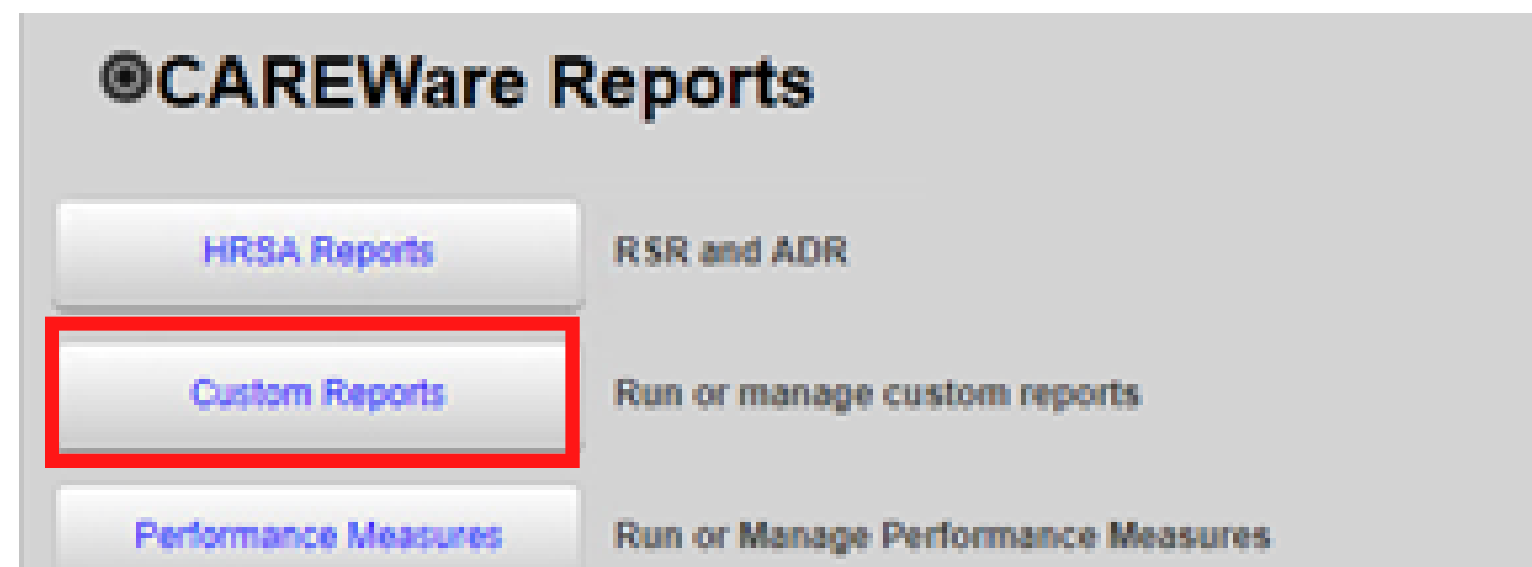 CAREWare Reports
HRSA Reports RSR and ADR
Custom Reports Run or manage custom reports
Performance Measures Run or Manage Performance Measures